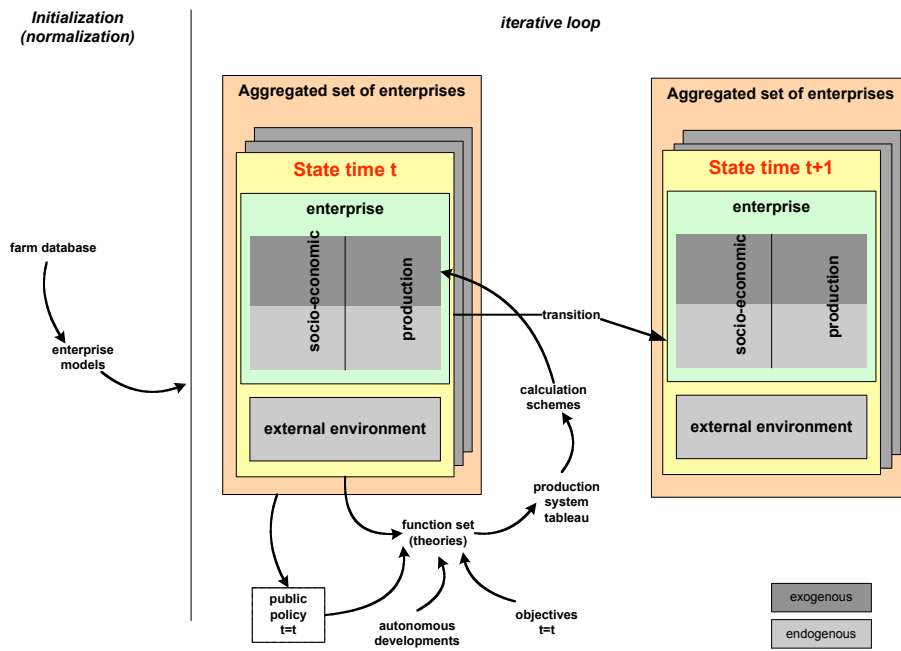 Initialization
(normalization)
iterative loop
Aggregated set of enterprises
State time t
enterprise
socio-economic
production
external environment
Aggregated set of enterprises
State time t+1
enterprise
socio-economic
production
external environment
farm database
enterprise
models
transition
calculation
schemes
production
system
tableau
function set
(theories)
public
policy
t=t
autonomous
developments
objectives
t=t
exogenous
endogenous